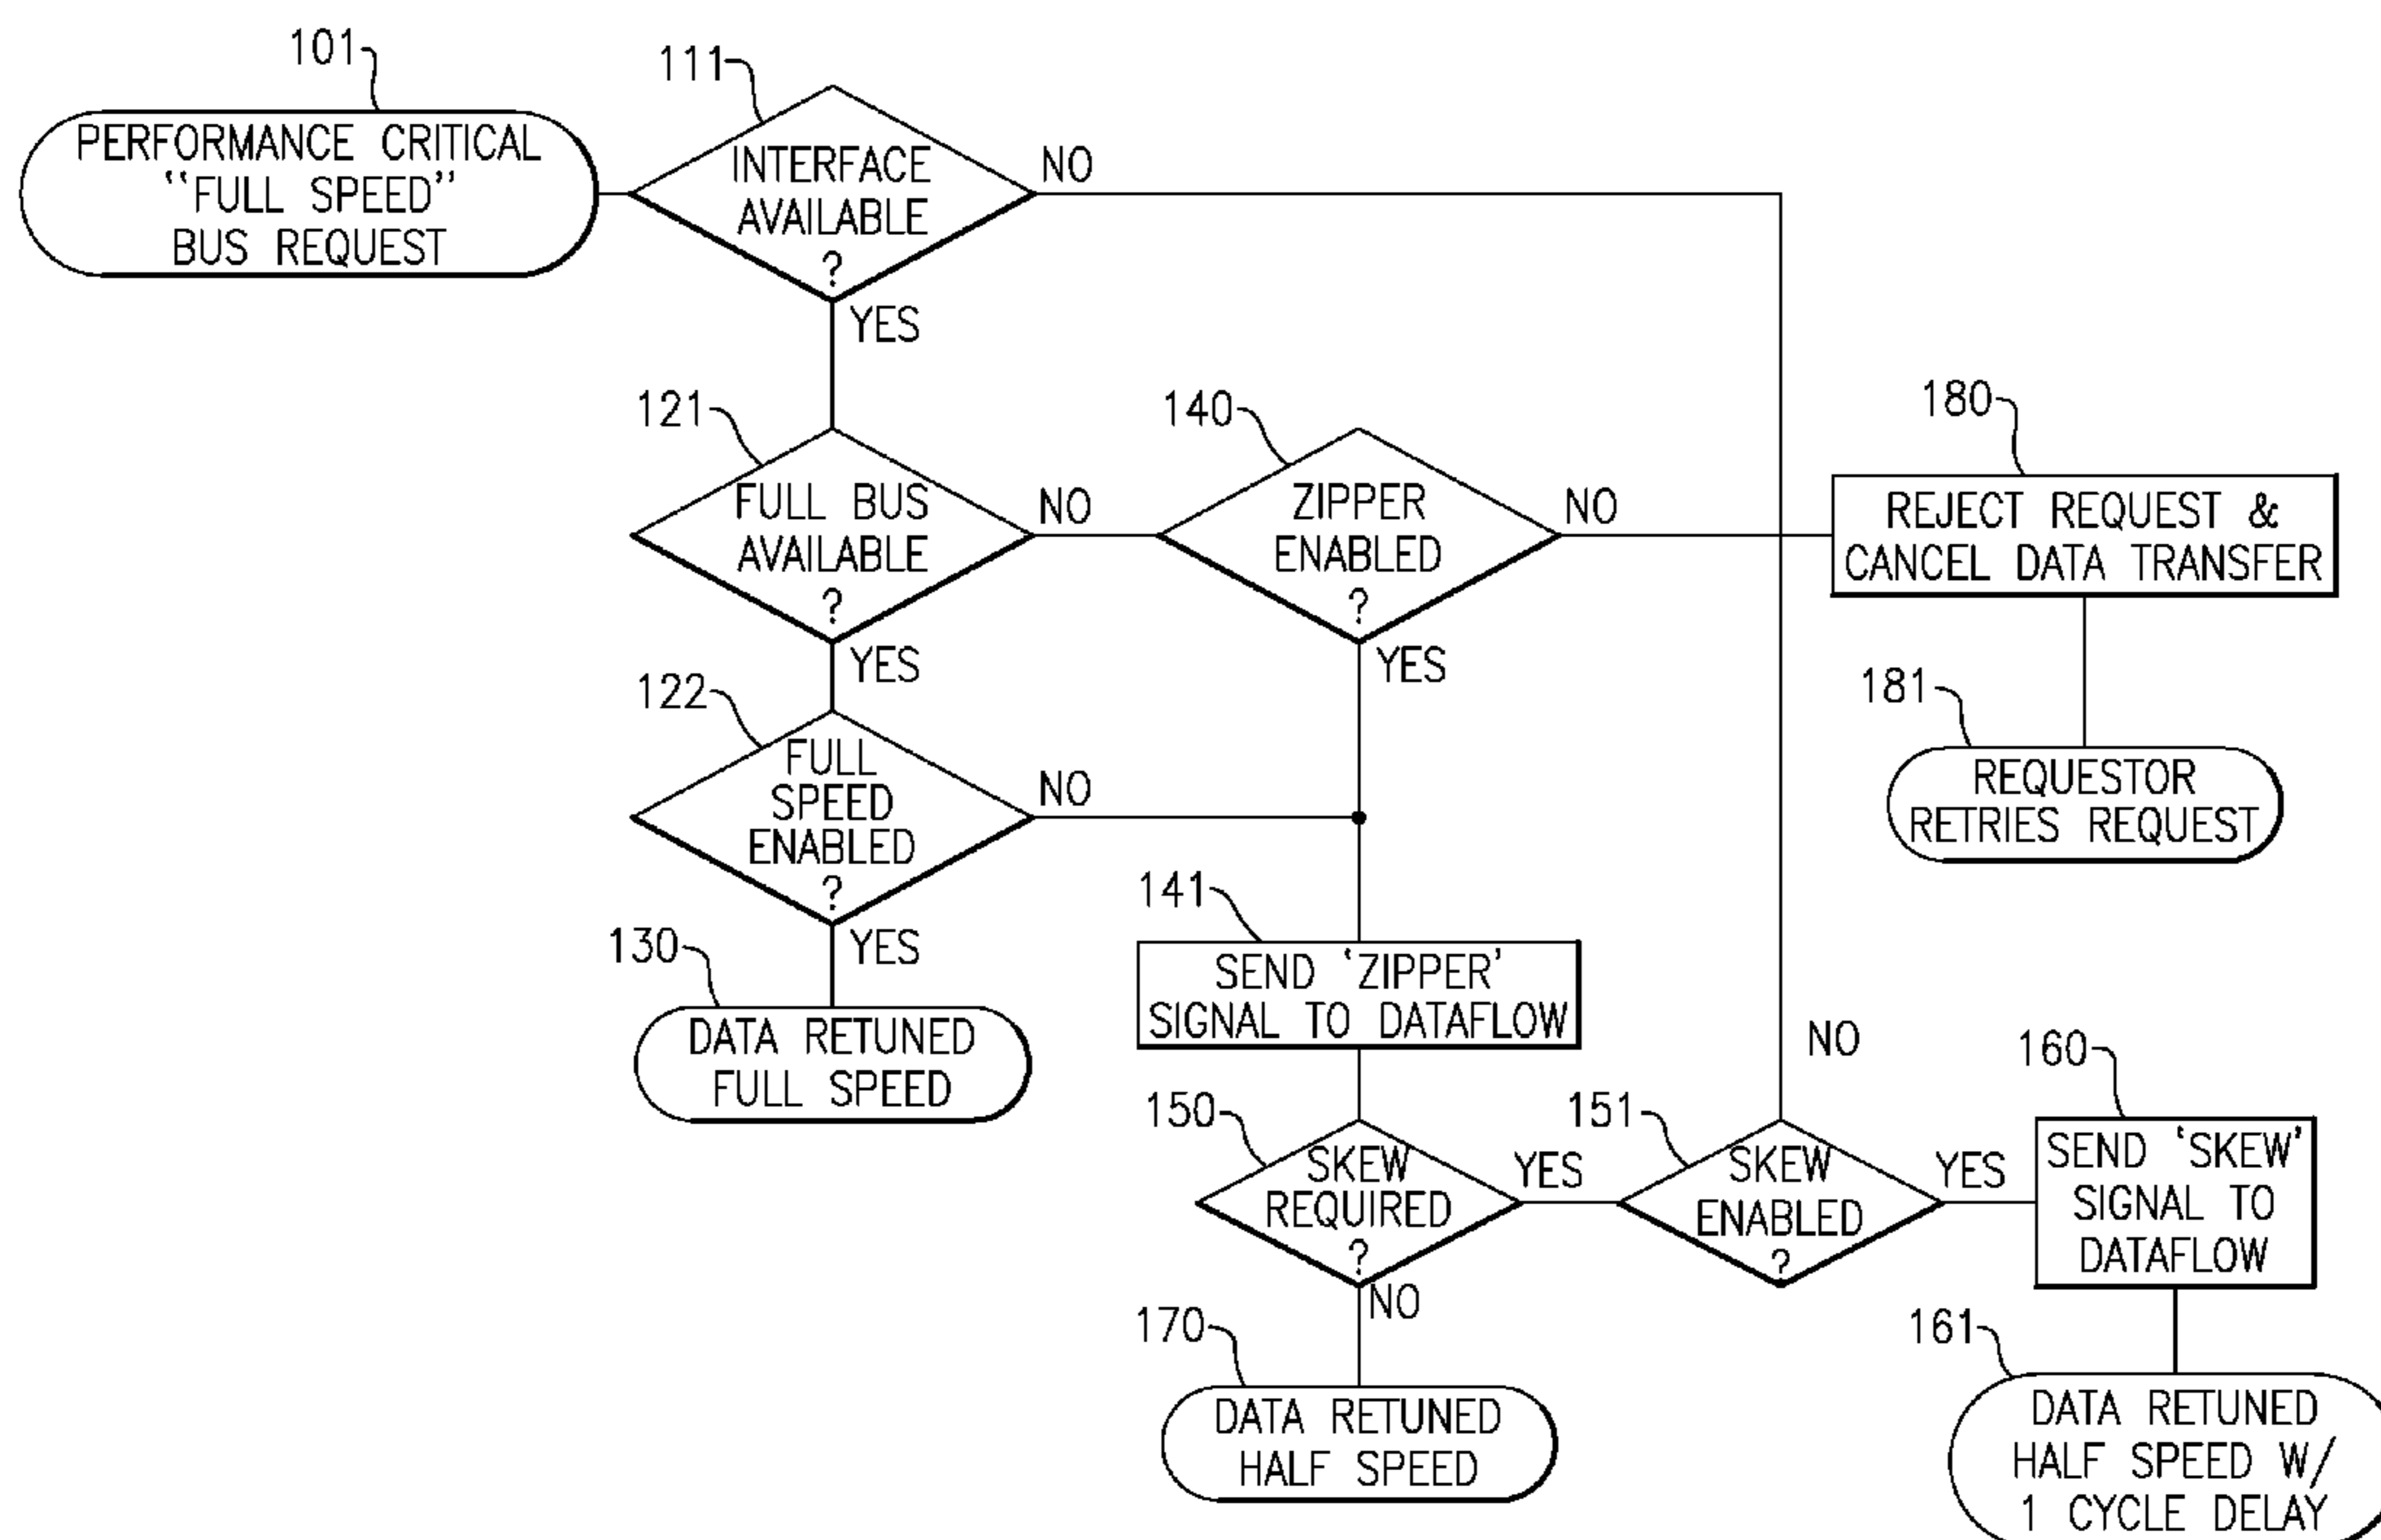 101
PERFORMANCE CRITICAL
"FULL SPEED"
BUS REQUEST
111
INTERFACE
AVAILABLE
?
NO
YES
121
FULL BUS
AVAILABLE
?
NO
YES
140
ZIPPER
ENABLED
?
NO
YES
180
REJECT REQUEST &
CANCEL DATA TRANSFER
181
REQUESTOR
RETRIES REQUEST
122
FULL
SPEED
ENABLED
?
NO
YES
130
DATA RETUNED
FULL SPEED
141
SEND 'ZIPPER'
SIGNAL TO DATAFLOW
150
SKEW
REQUIRED
?
YES
NO
151
NO
SKEW
ENABLED
?
YES
160
SEND 'SKEW'
SIGNAL TO
DATAFLOW
170
DATA RETUNED
HALF SPEED
161
DATA RETUNED
HALF SPEED W/
1 CYCLE DELAY